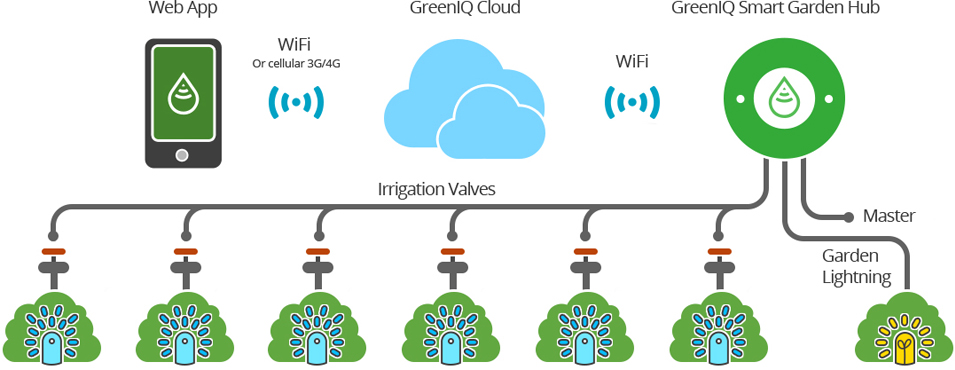 Web App
GreenIQ Cloud
GreenIQ Smart Garden Hub
WiFi
Or cellular 3G/4G
WiFi
Irrigation Valves
Master
Garden
Lightning